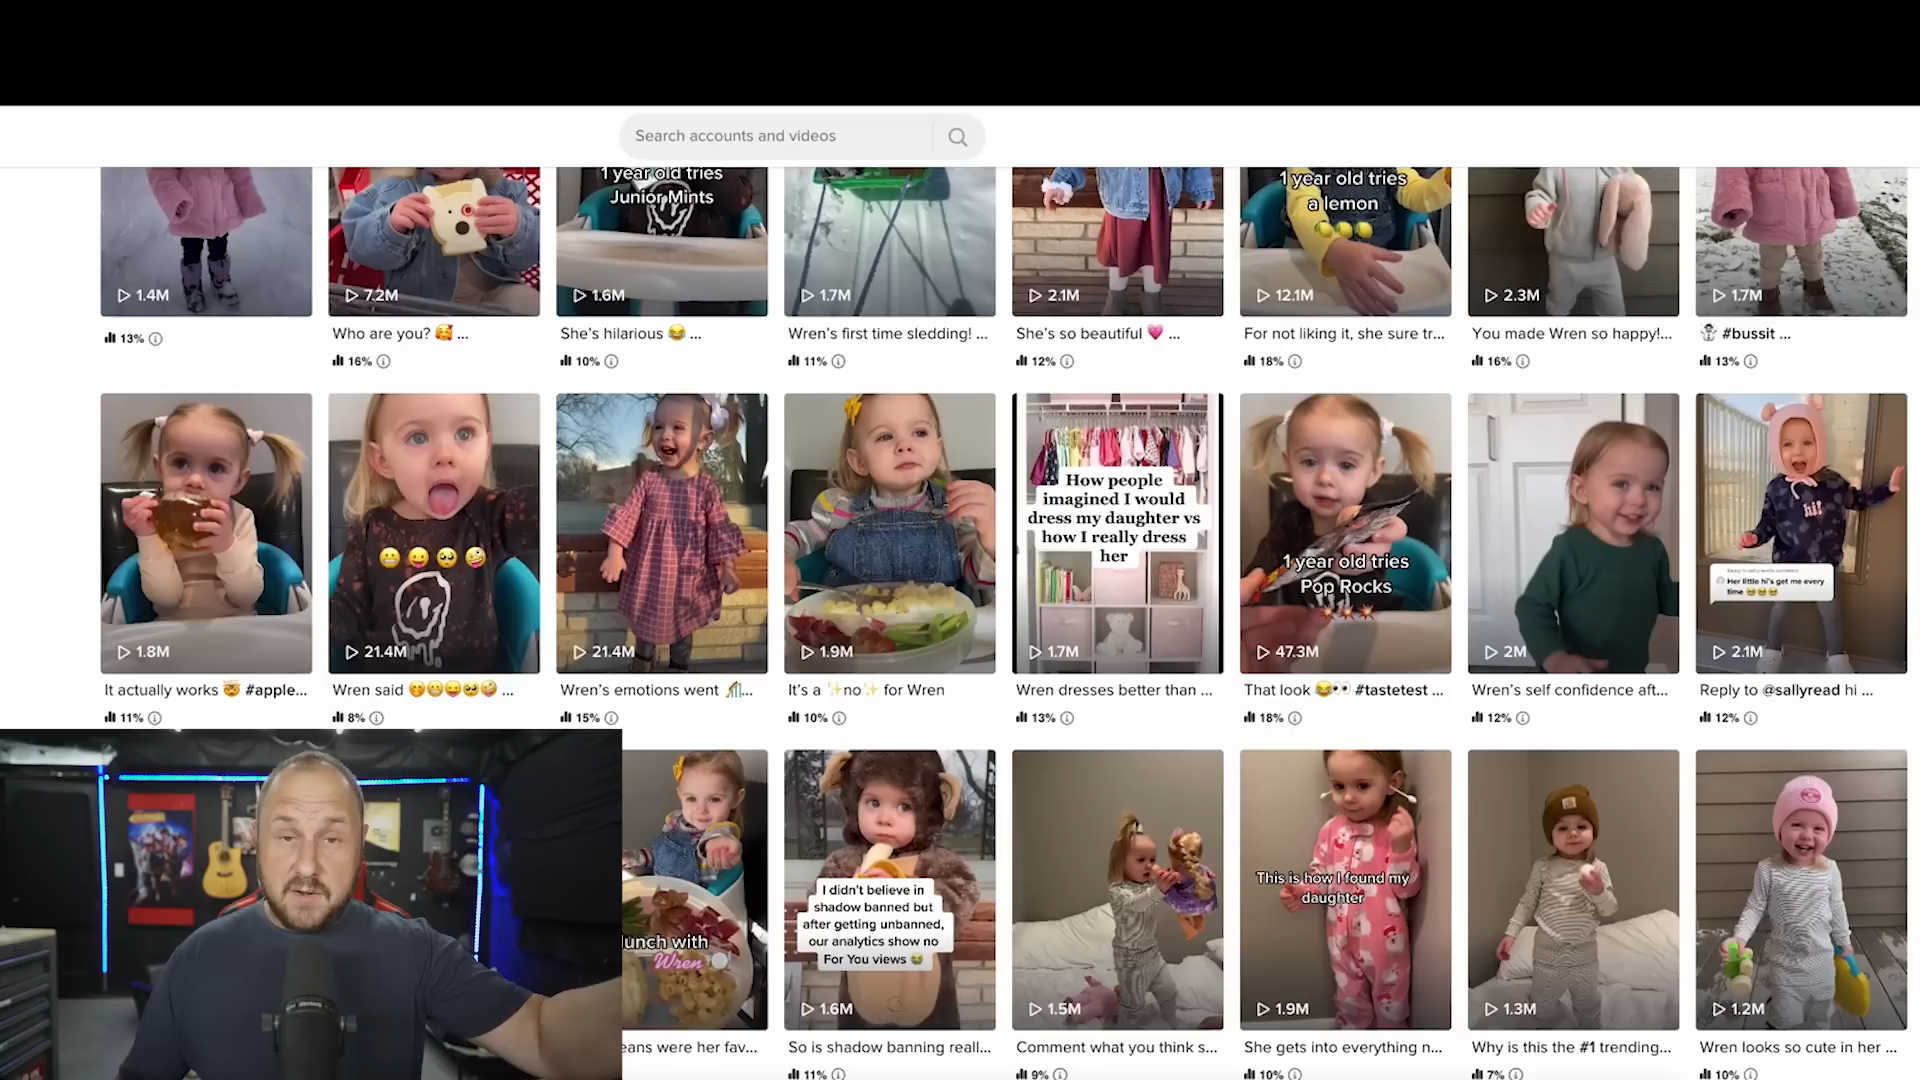 Search accounts and videos
1 year old tries
Junior Mints
1 year old tries
a lemon
1.4M
7.2M
1.6M
1.7M
2.1M
12.1M
2.3M
1.7M
Who are you? 🥰 ...
She's hilarious 😂 ...
Wren's first time sledding! ...
She's so beautiful 💗 ...
For not liking it, she sure tr...
You made Wren so happy!...
⛄ #bussit ...
13%
16%
10%
11%
12%
18%
16%
13%
How people
imagined I would
dress my daughter vs
how I really dress
her
1 year old tries
Pop Rocks
💥💥💥
hi!
Her little hi's get me every
time
1.8M
21.4M
21.4M
1.9M
1.7M
47.3M
2M
2.1M
It actually works 🤯 #apple...
Wren said 🤭😁😛🥺🤪 ...
Wren's emotions went 🎢...
It's a ✨no✨ for Wren
Wren dresses better than ...
That look 😂👀 #tastetest ...
Wren's self confidence aft...
Reply to @sallyread hi ...
11%
8%
15%
10%
13%
18%
12%
12%
lunch with
Wren
I didn't believe in
shadow banned but
after getting unbanned,
our analytics show no
For You views 😭
This is how I found my
daughter
1.6M
1.5M
1.9M
1.3M
1.2M
eans were her fav...
So is shadow banning reall...
Comment what you think s...
She gets into everything n...
Why is this the #1 trending...
Wren looks so cute in her ...
11%
9%
10%
7%
10%